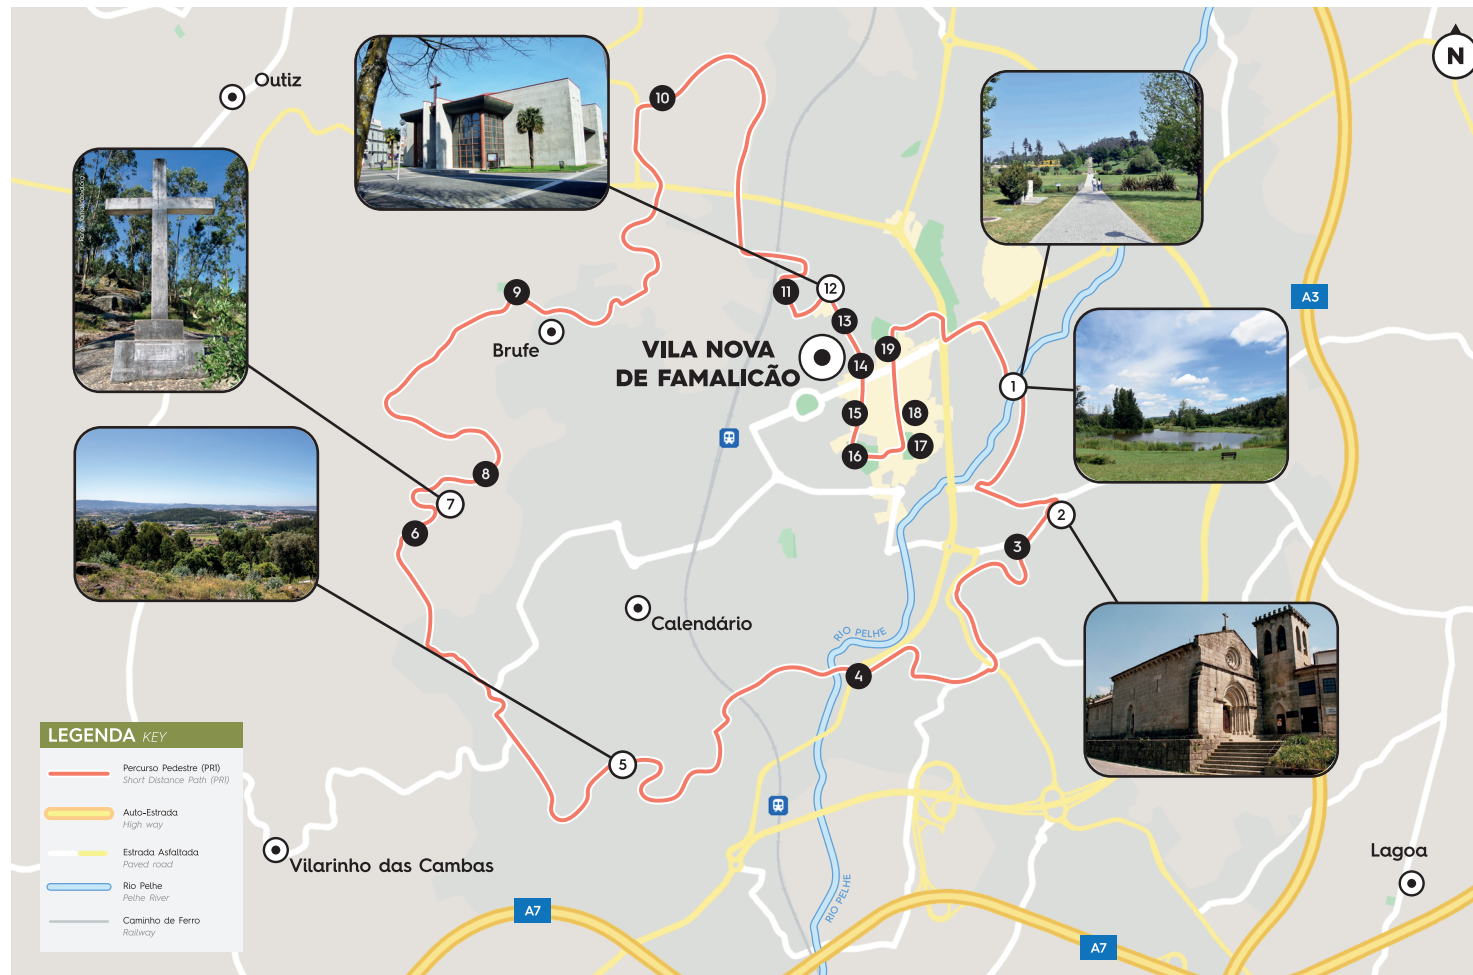 N
Outiz
10
A3
9
11
12
13
Brufe
VILA NOVA
DE FAMALICÃO
19
14
1
15
18
16
17
8
7
2
6
3
Calendário
RIO PELHE
4
5
LEGENDA KEY
Percurso Pedestre (PR1)
Short Distance Path (PR1)
Auto-Estrada
High way
Estrada Asfaltada
Paved road
Rio Pelhe
Pelhe River
Caminho de Ferro
Railway
Vilarinho das Cambas
Lagoa
RIO PELHE
A7
A7